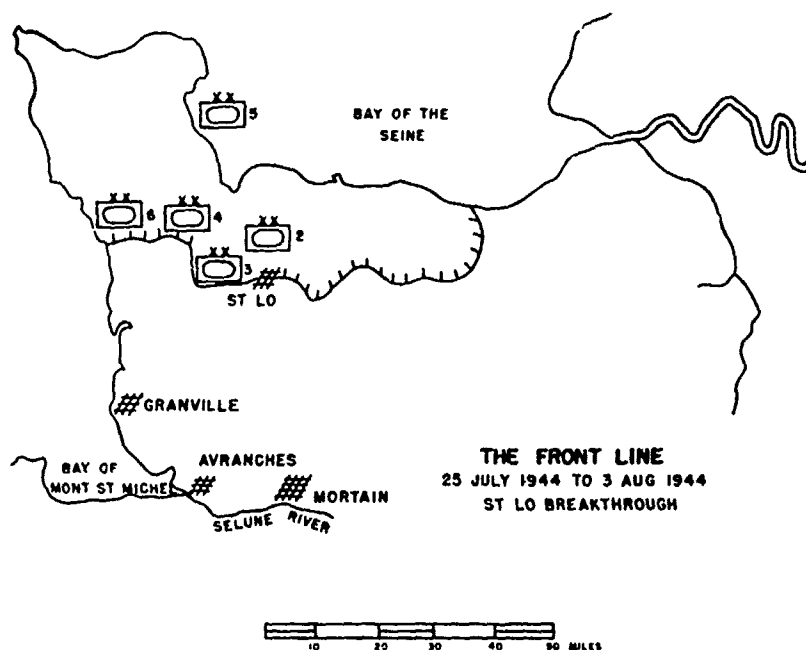 X X
5
BAY OF THE
SEINE
X X
6
X X
4
X X
2
X X
3
ST LO
GRANVILLE
BAY OF
MONT ST MICHEL
AVRANCHES
MORTAIN
SELUNE RIVER
THE FRONT LINE
25 JULY 1944 TO 3 AUG 1944
ST LO BREAKTHROUGH
10 20 30 40 50 MILES